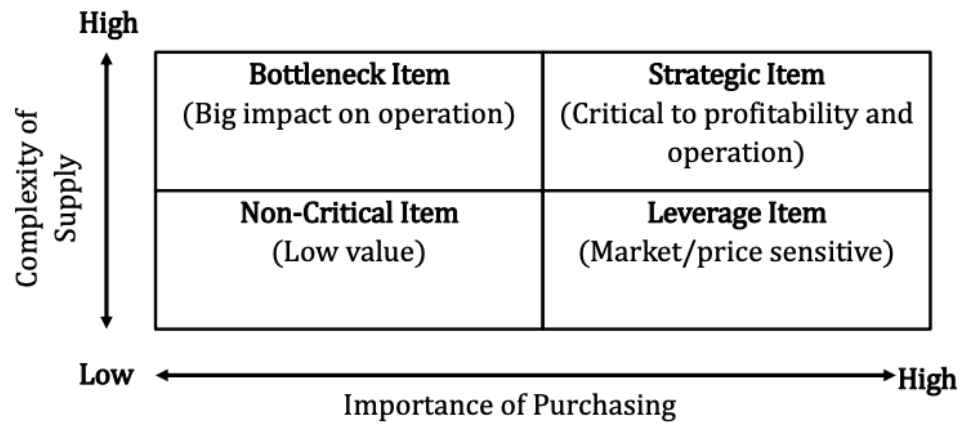 High
Complexity of
Supply
Bottleneck Item
(Big impact on operation)
Strategic Item
(Critical to profitability and
operation)
Non-Critical Item
(Low value)
Leverage Item
(Market/price sensitive)
Low
High
Importance of Purchasing